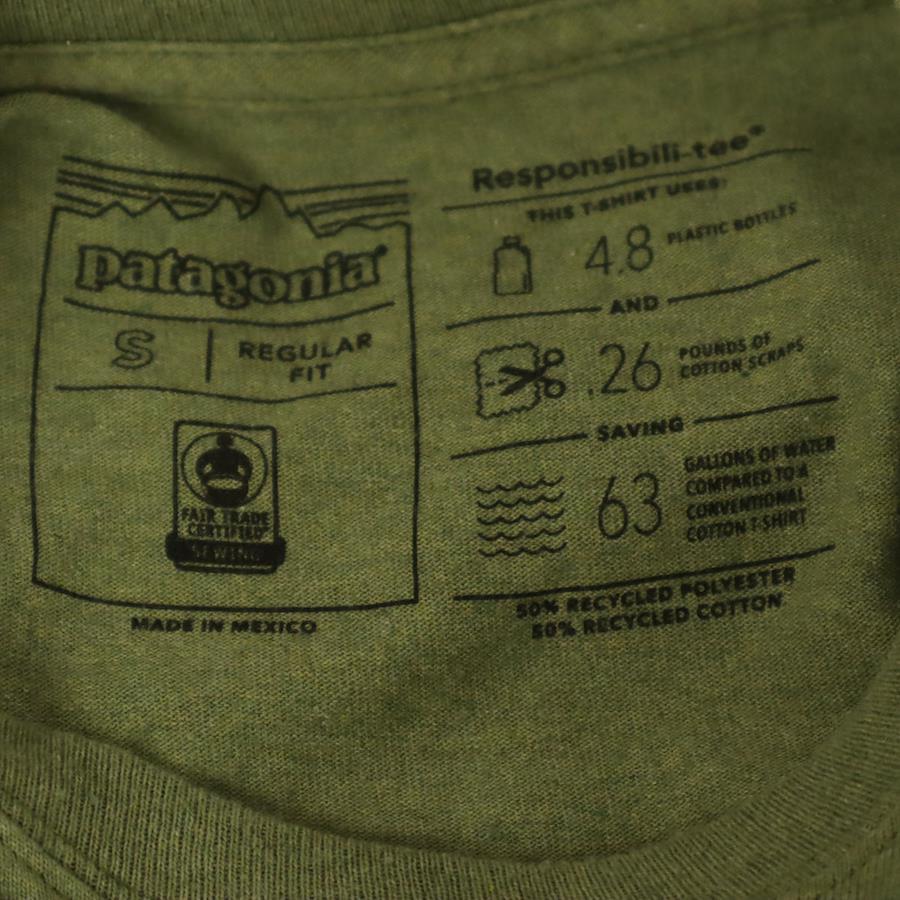 patagonia®
S | REGULAR
FIT
FAIR TRADE
CERTIFIED
SEWING
MADE IN MEXICO
Responsibili-tee®
THIS T-SHIRT USES:
4.8 PLASTIC BOTTLES
AND
.26 POUNDS OF
COTTON SCRAPS
SAVING
63 GALLONS OF WATER
COMPARED TO A
CONVENTIONAL
COTTON T-SHIRT
50% RECYCLED POLYESTER
50% RECYCLED COTTON